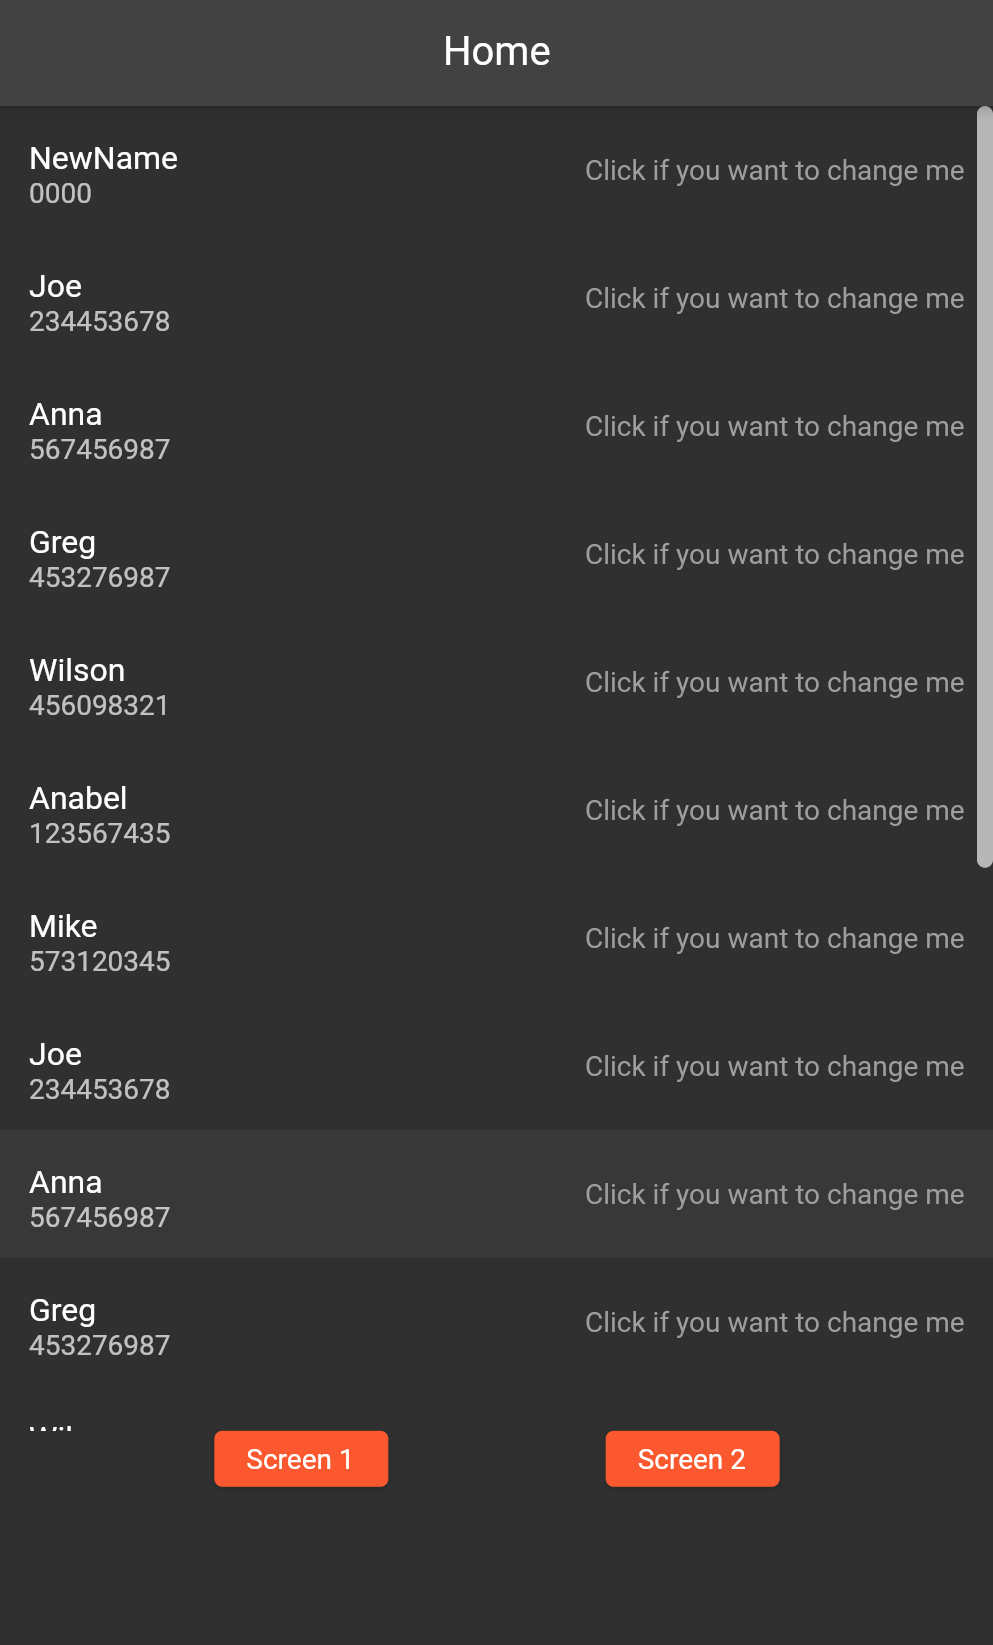 Home
NewName
0000
Click if you want to change me
Joe
234453678
Click if you want to change me
Anna
567456987
Click if you want to change me
Greg
453276987
Click if you want to change me
Wilson
456098321
Click if you want to change me
Anabel
123567435
Click if you want to change me
Mike
573120345
Click if you want to change me
Joe
234453678
Click if you want to change me
Anna
567456987
Click if you want to change me
Greg
453276987
Click if you want to change me
Screen 1
Screen 2